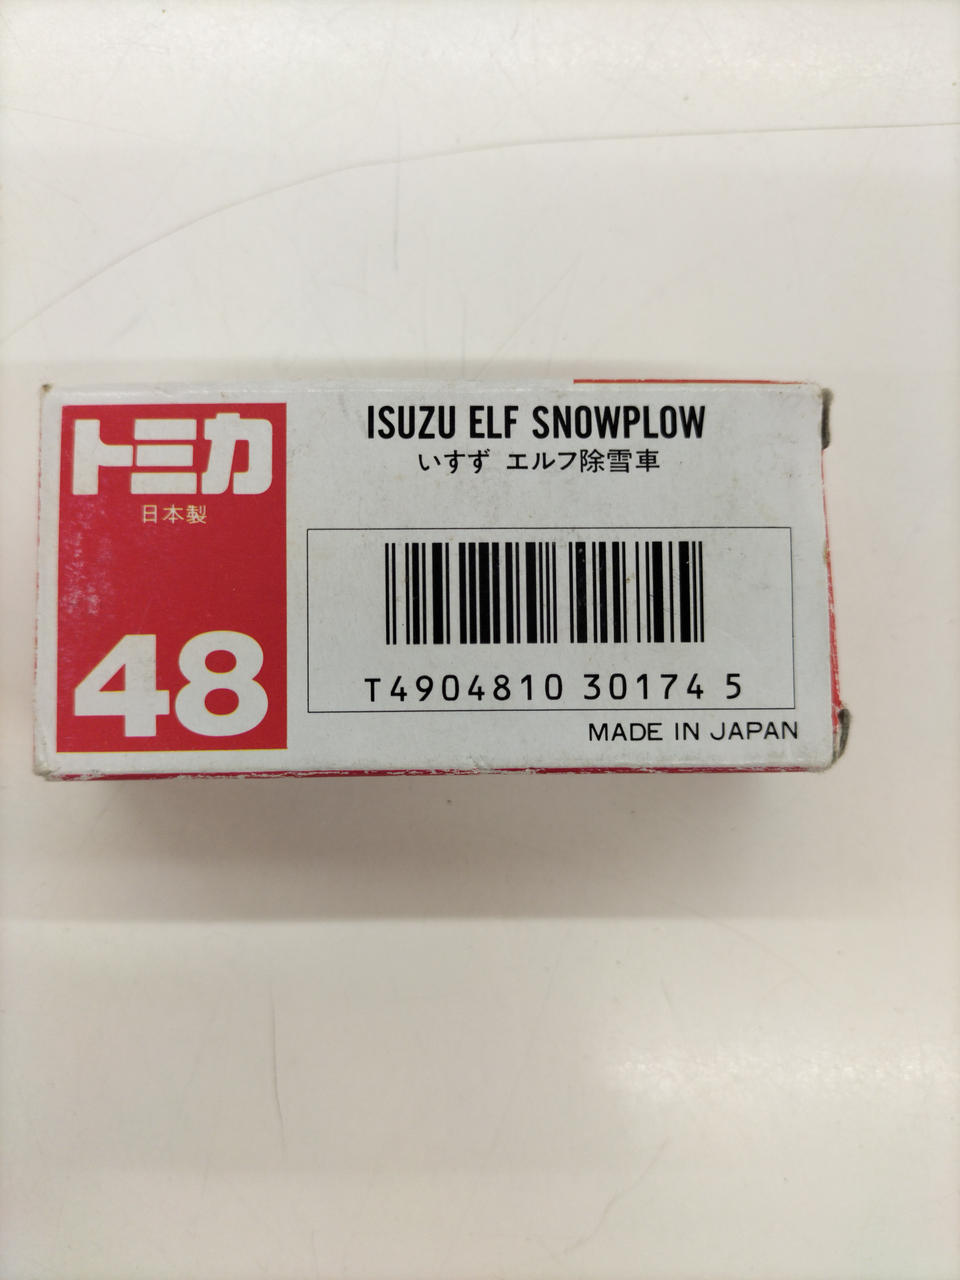 トミカ
日本製
48
ISUZU ELF SNOWPLOW
いすゞ エルフ除雪車
T4904810 30174 5
MADE IN JAPAN